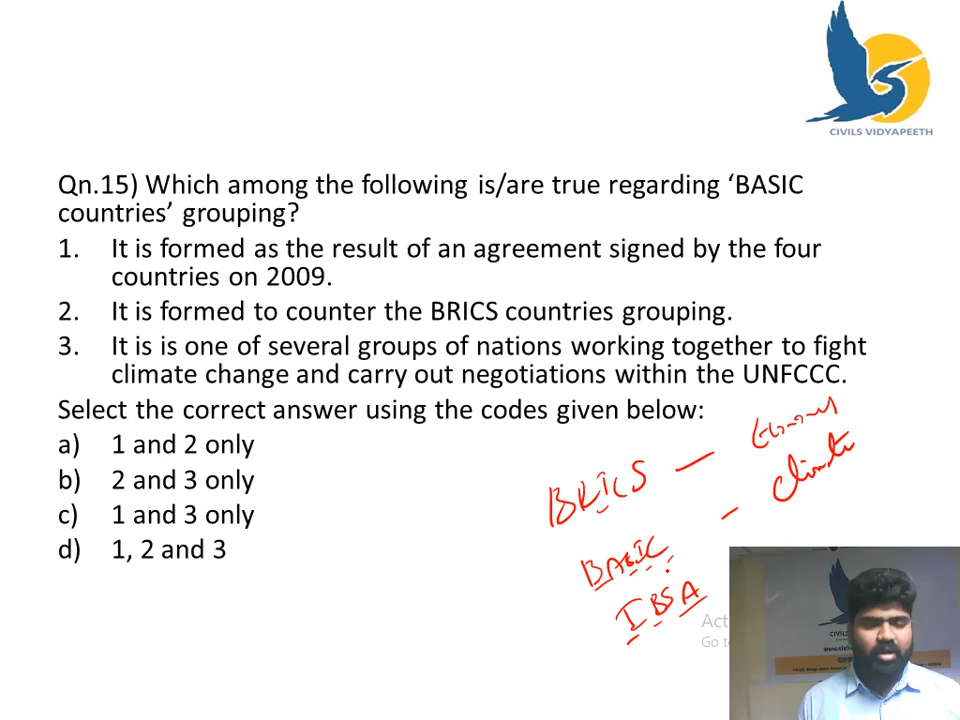 CIVILS VIDYAPEETH
Qn.15) Which among the following is/are true regarding ‘BASIC
countries’ grouping?
1. It is formed as the result of an agreement signed by the four
countries on 2009.
2. It is formed to counter the BRICS countries grouping.
3. It is is one of several groups of nations working together to fight
climate change and carry out negotiations within the UNFCCC.
Select the correct answer using the codes given below:
a) 1 and 2 only
b) 2 and 3 only
c) 1 and 3 only
d) 1, 2 and 3
BRICS –
BASIC – Climate
IBSA
Act
Go to
CIVILS